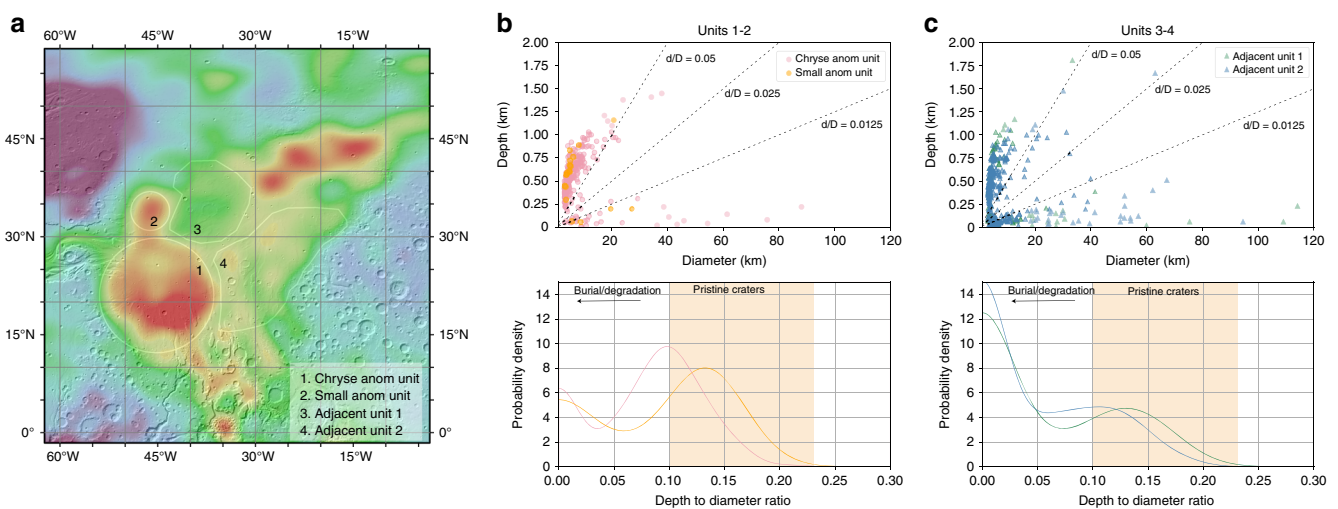 a
60°W 45°W 30°W 15°W
45°N 45°N
30°N 30°N
15°N 15°N
0° 0°
60°W 45°W 30°W 15°W
2
3
1
4
1. Chryse anom unit
2. Small anom unit
3. Adjacent unit 1
4. Adjacent unit 2
b
Units 1-2
2.00
1.75
1.50
1.25
1.00
0.75
0.50
0.25
0
Depth (km)
d/D = 0.05
d/D = 0.025
d/D = 0.0125
Chryse anom unit
Small anom unit
20 40 60 80 100 120
Diameter (km)
14
12
10
8
6
4
2
0
Probability density
Burial/degradation
Pristine craters
0.00 0.05 0.10 0.15 0.20 0.25 0.30
Depth to diameter ratio
c
Units 3-4
2.00
1.75
1.50
1.25
1.00
0.75
0.50
0.25
0
Depth (km)
d/D = 0.05
d/D = 0.025
d/D = 0.0125
Adjacent unit 1
Adjacent unit 2
20 40 60 80 100 120
Diameter (km)
14
12
10
8
6
4
2
0
Probability density
Burial/degradation
Pristine craters
0.00 0.05 0.10 0.15 0.20 0.25 0.30
Depth to diameter ratio